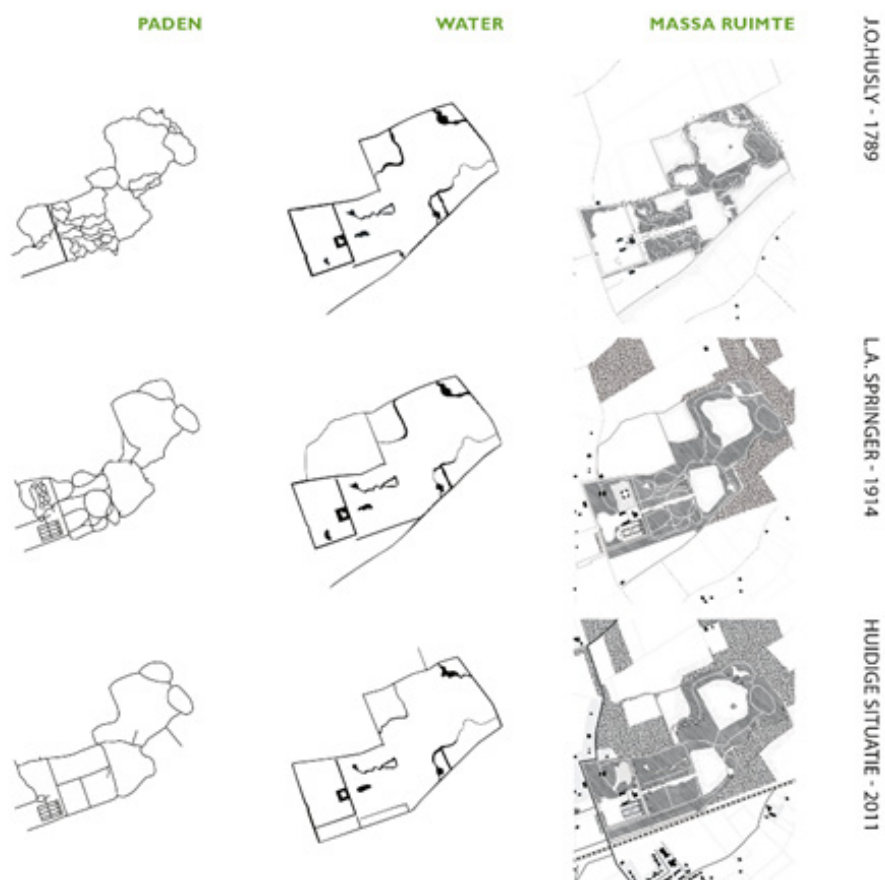 PADEN
WATER
MASSA RUIMTE
J.O.HUSLY - 1789
L.A. SPRINGER - 1914
HUIDIGE SITUATIE - 2011